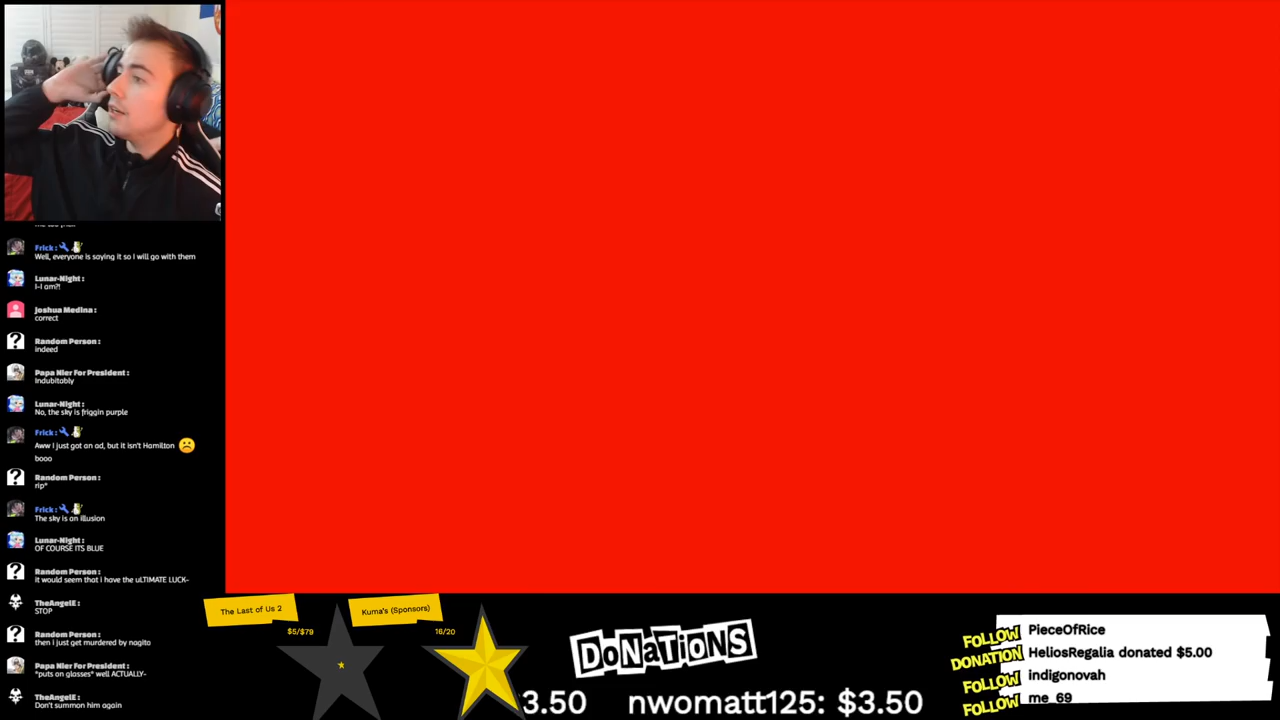 Frick :
Well, everyone is saying it so I will go with them
Lunar-Night :
I-I am?!
Joshua Medina :
correct
Random Person :
indeed
Papa Nier For President :
Indubitably
Lunar-Night :
No, the sky is friggin purple
Frick :
Aww I just got an ad, but it isn't Hamilton
booo
Random Person :
rip*
Frick :
The sky is an illusion
Lunar-Night :
OF COURSE ITS BLUE
Random Person :
it would seem that i have the uLTIMATE LUCK-
TheAngelE :
STOP
Random Person :
then i just get murdered by nagito
Papa Nier For President :
*puts on glasses* well ACTUALLY-
TheAngelE :
Don't summon him again
The Last of Us 2
$5/$79
Kuma's (Sponsors)
16/20
DONATIONS
3.50 nwomatt125: $3.50
FOLLOW PieceOfRice
DONATION HeliosRegalia donated $5.00
FOLLOW indigonovah
FOLLOW me 69